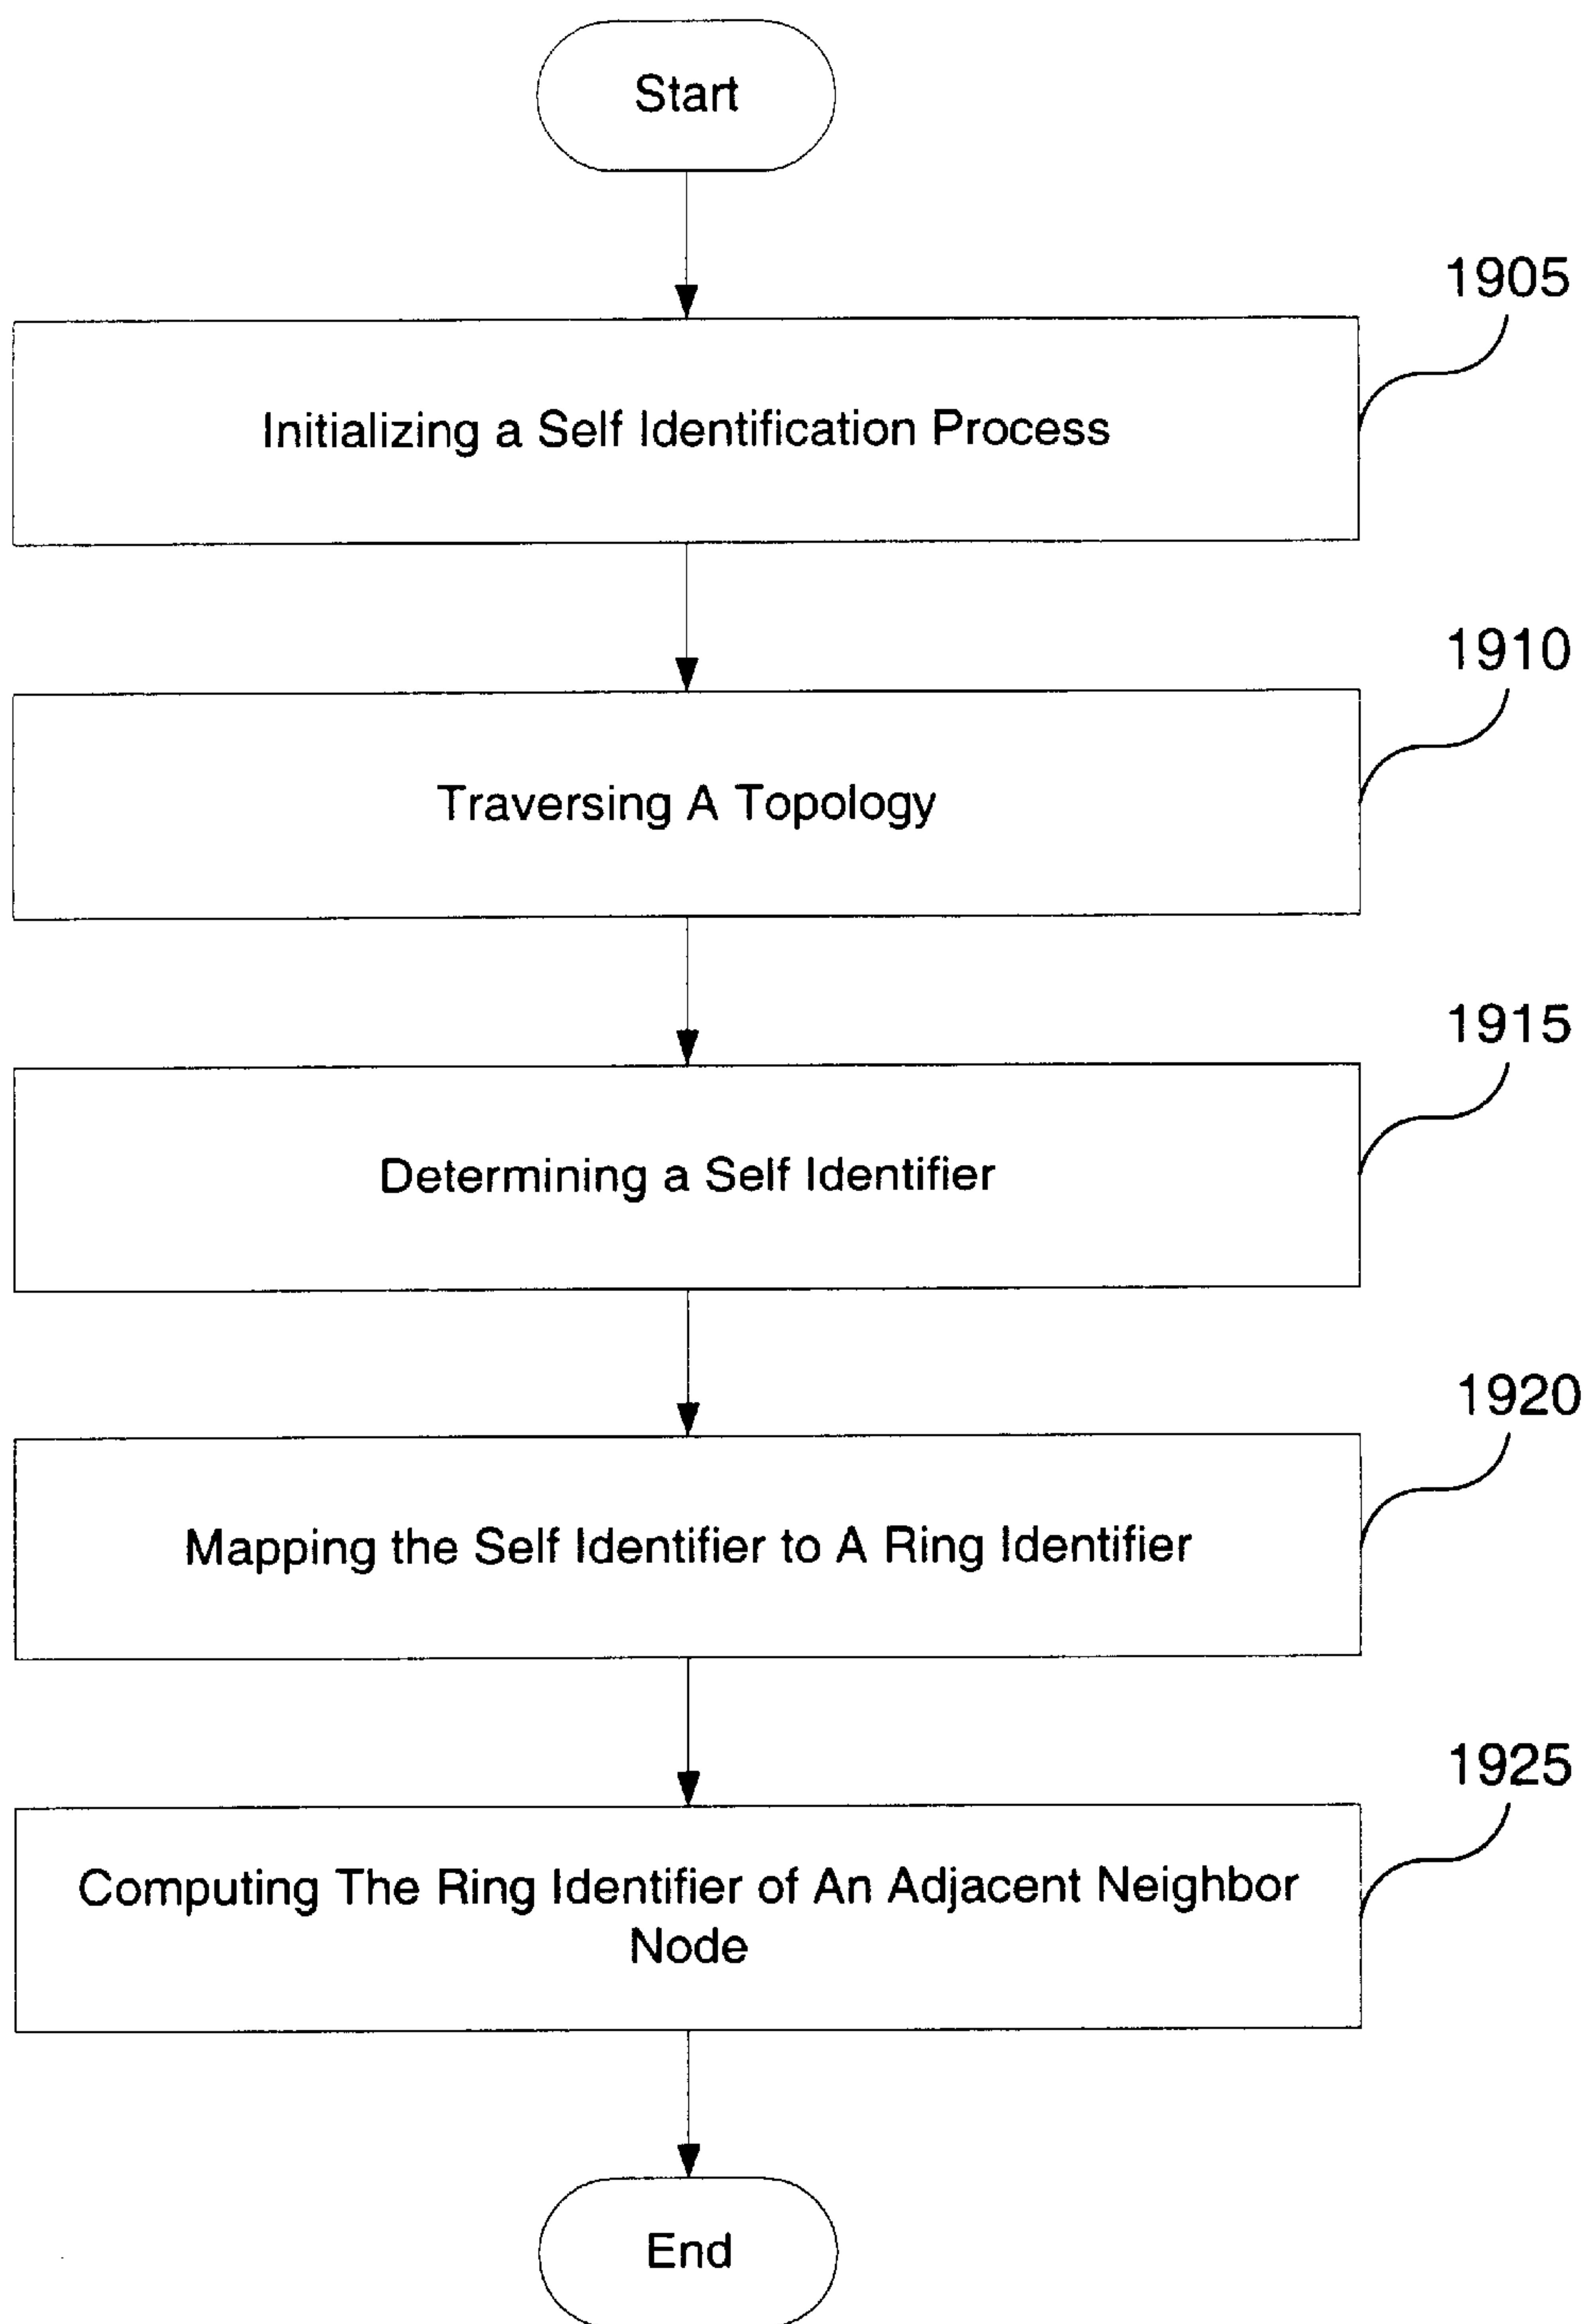 Start
1905
Initializing a Self Identification Process
1910
Traversing A Topology
1915
Determining a Self Identifier
1920
Mapping the Self Identifier to A Ring Identifier
1925
Computing The Ring Identifier of An Adjacent Neighbor
Node
End